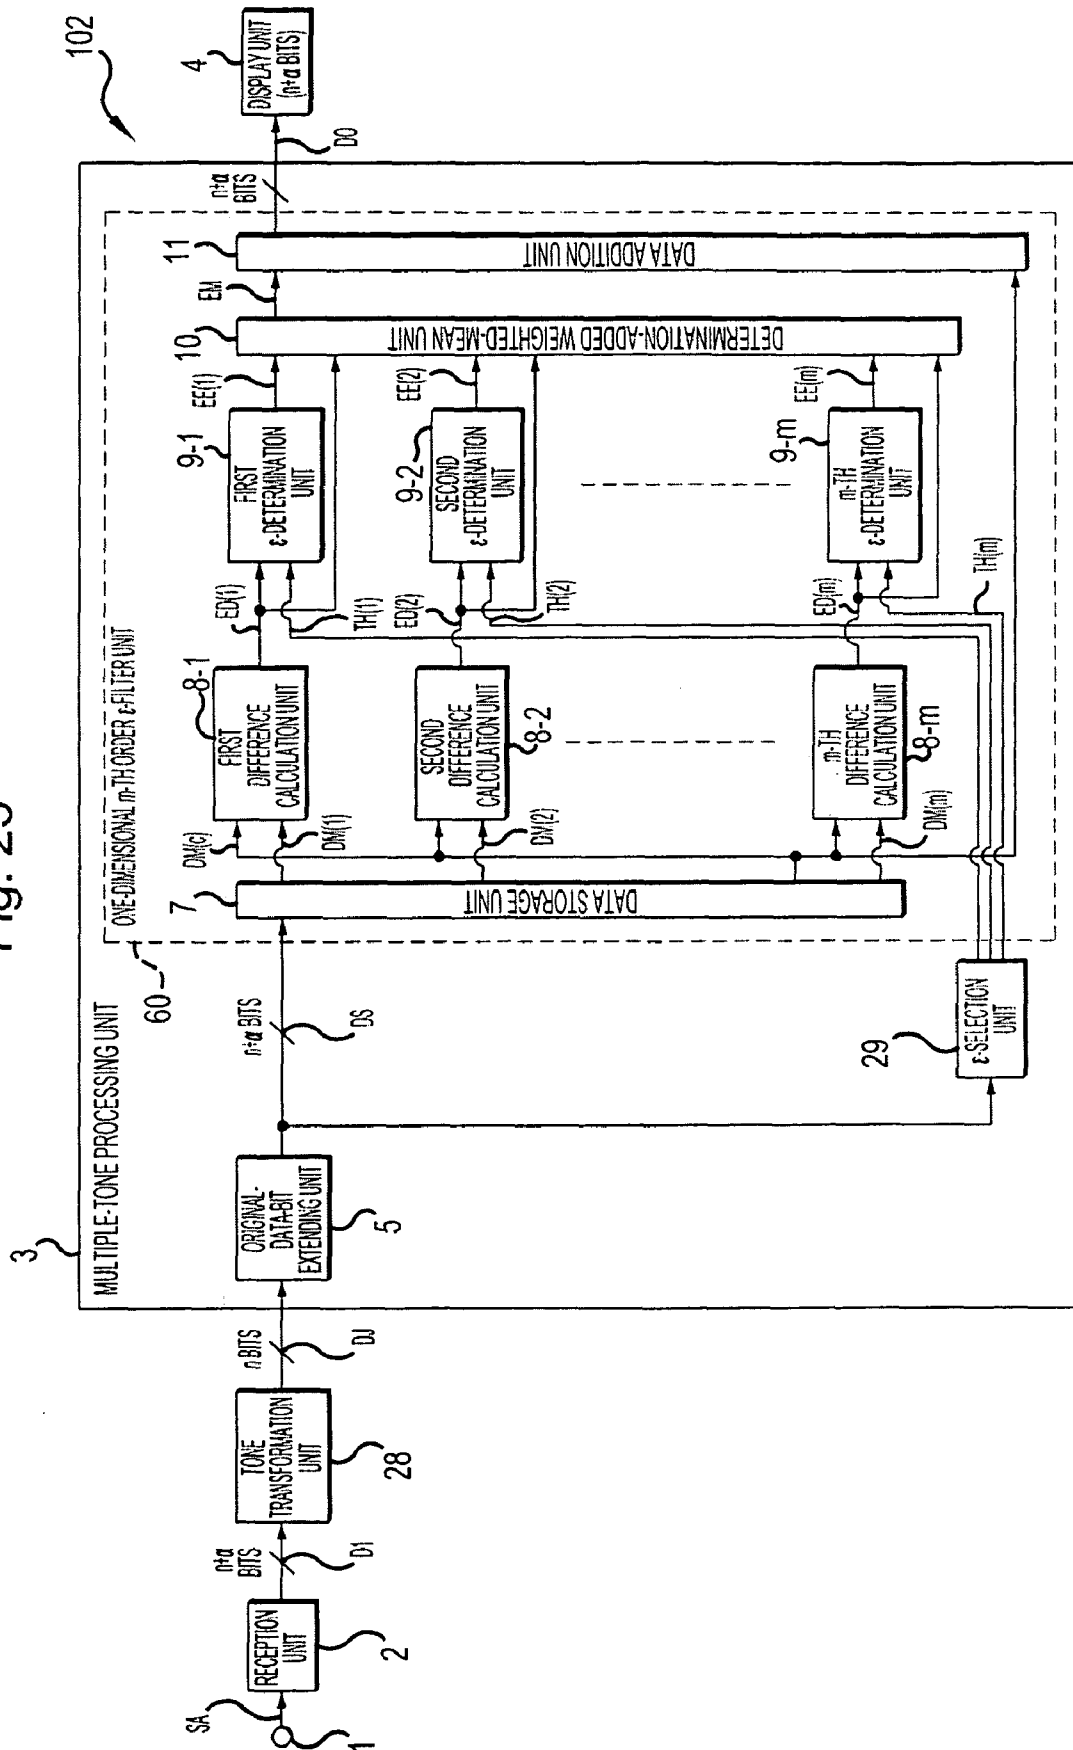 Fig. 25
102
3
MULTIPLE-TONE PROCESSING UNIT
60
ONE-DIMENSIONAL m-TH ORDER ε-FILTER UNIT
1
SA
RECEPTION
UNIT
2
n+α
BITS
D1
TONE
TRANSFORMATION
UNIT
28
n BITS
DJ
ORIGINAL-
DATA-BIT
EXTENDING UNIT
5
n+α BITS
DS
29
ε-SELECTION
UNIT
7
DATA STORAGE UNIT
DM(c)
DM(1)
DM(2)
DM(m)
8-1
FIRST
DIFFERENCE
CALCULATION UNIT
SECOND
DIFFERENCE
CALCULATION UNIT
8-2
m-TH
DIFFERENCE
CALCULATION UNIT
8-m
ED(1)
TH(1)
ED(2)
TH(2)
ED(m)
TH(m)
9-1
FIRST
ε-DETERMINATION
UNIT
9-2
SECOND
ε-DETERMINATION
UNIT
9-m
m-TH
ε-DETERMINATION
UNIT
EE(1)
EE(2)
EE(m)
10
DETERMINATION-ADDED WEIGHTED-MEAN UNIT
EM
11
DATA ADDITION UNIT
n+α
BITS
DO
4
DISPLAY UNIT
(n+α BITS)